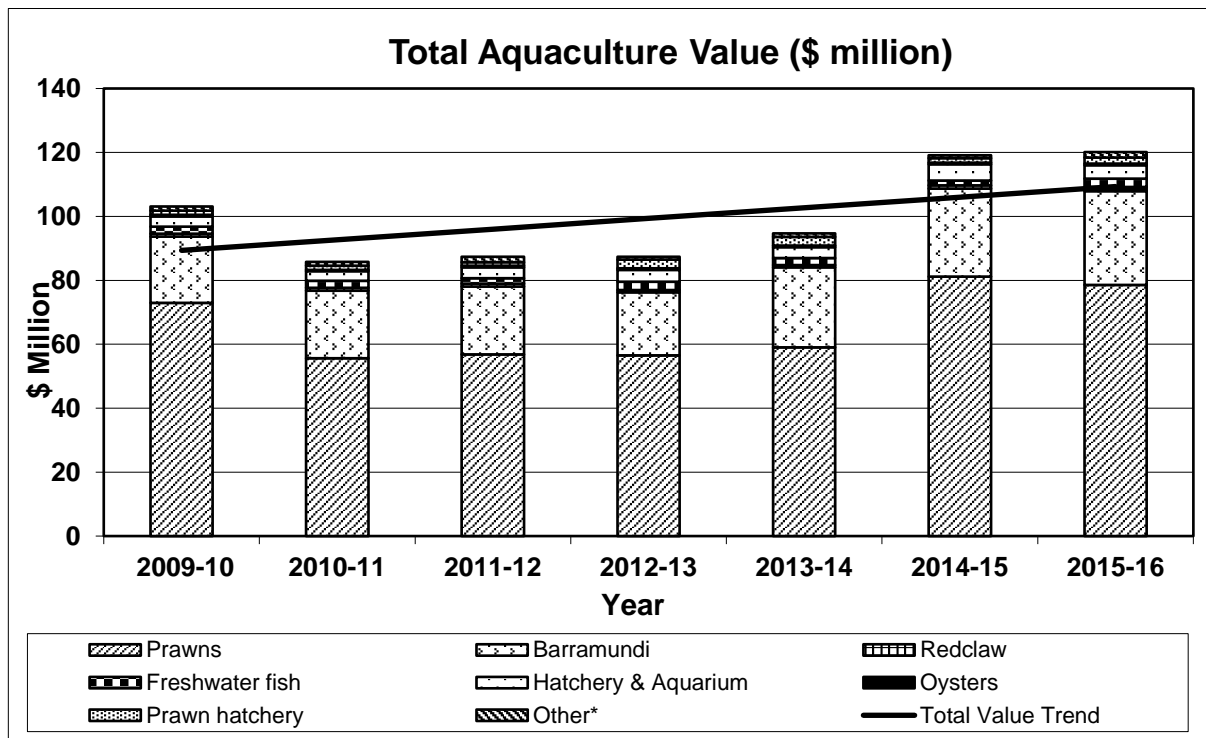 Total Aquaculture Value ($ million)
140
120
100
80
60
40
20
0
$ Million
2009-10 2010-11 2011-12 2012-13 2013-14 2014-15 2015-16
Year
Prawns Barramundi Redclaw
Freshwater fish Hatchery & Aquarium Oysters
Prawn hatchery Other* Total Value Trend